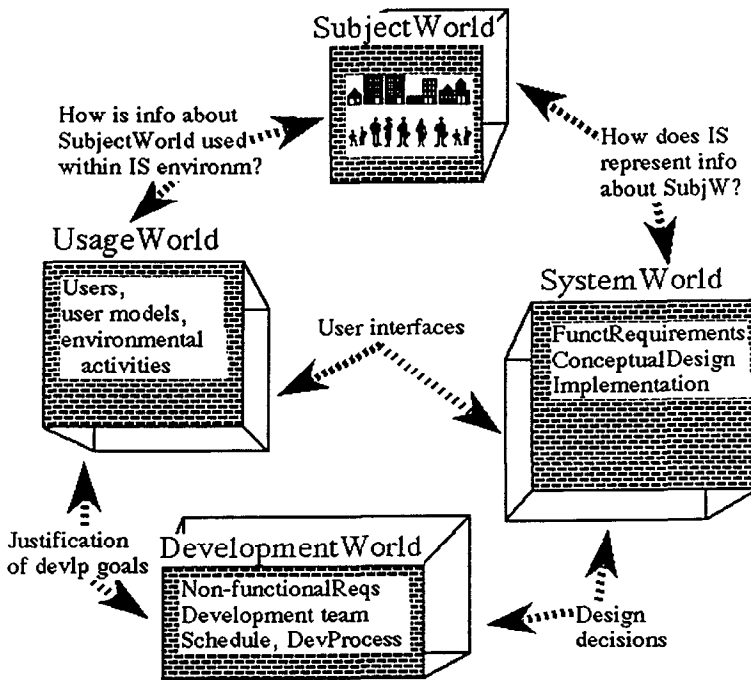 SubjectWorld
How is info about
SubjectWorld used
within IS environm?
How does IS
represent info
about SubjW?
UsageWorld
Users,
user models,
environmental
activities
User interfaces
SystemWorld
FunctRequirements
ConceptualDesign
Implementation
Justification
of devlp goals
DevelopmentWorld
Non-functionalReqs
Development team
Schedule, DevProcess
Design
decisions